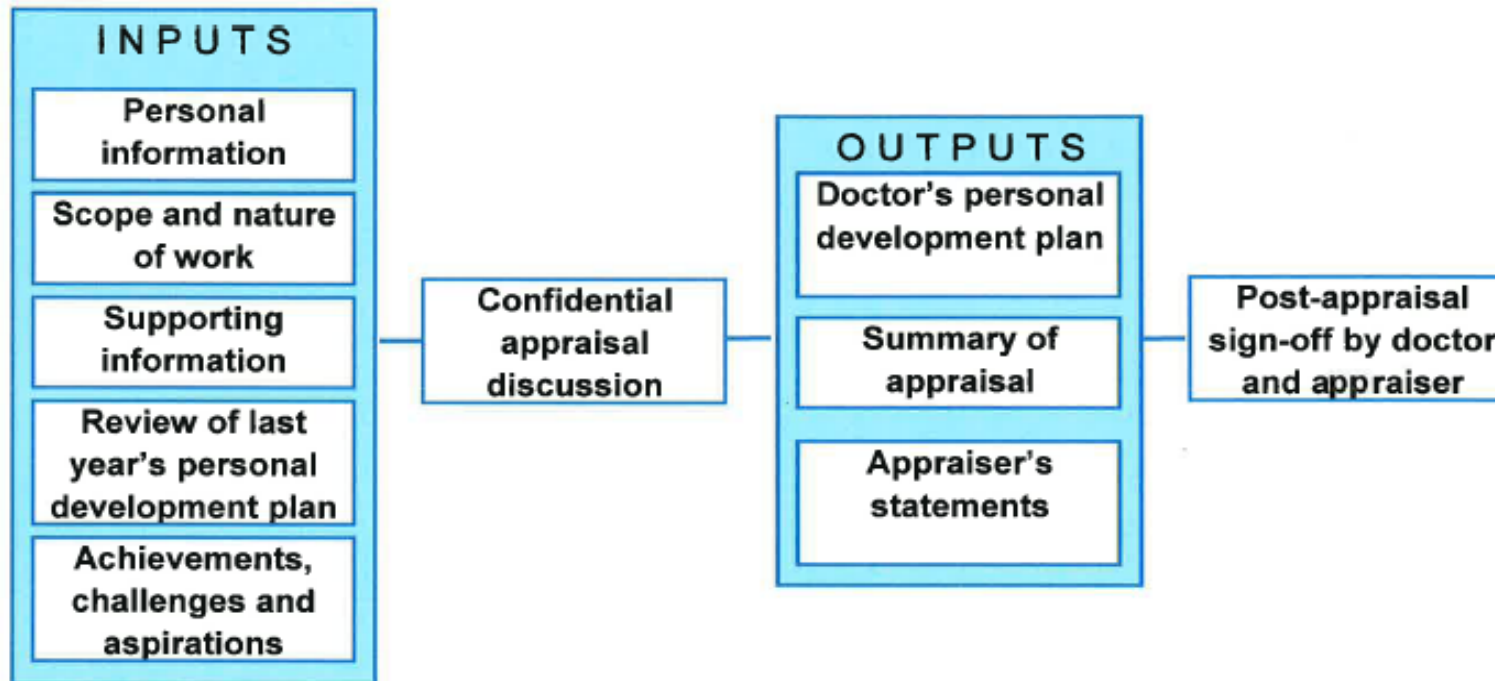 INPUTS
Personal
information
Scope and nature
of work
Supporting
information
Review of last
year's personal
development plan
Achievements,
challenges and
aspirations
Confidential
appraisal
discussion
OUTPUTS
Doctor's personal
development plan
Summary of
appraisal
Appraiser's
statements
Post-appraisal
sign-off by doctor
and appraiser